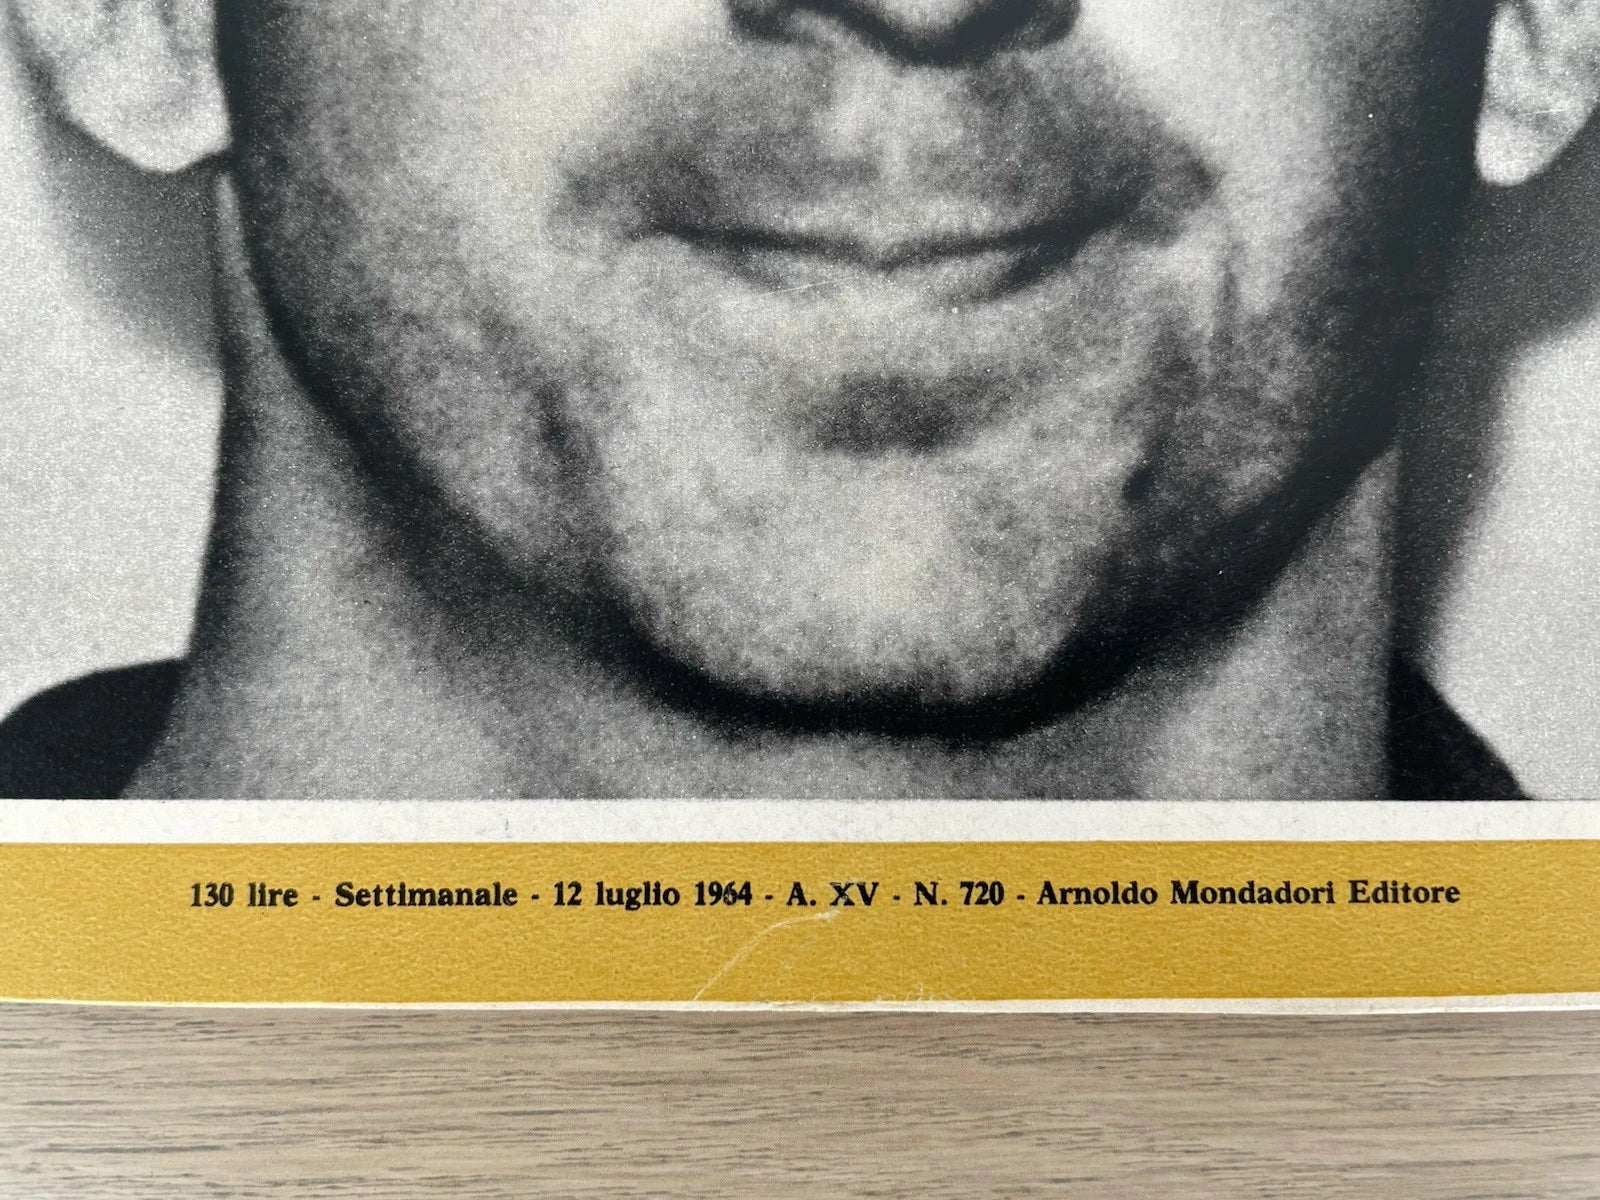 130 lire - Settimanale - 12 luglio 1964 - A. XV - N. 720 - Arnoldo Mondadori Editore